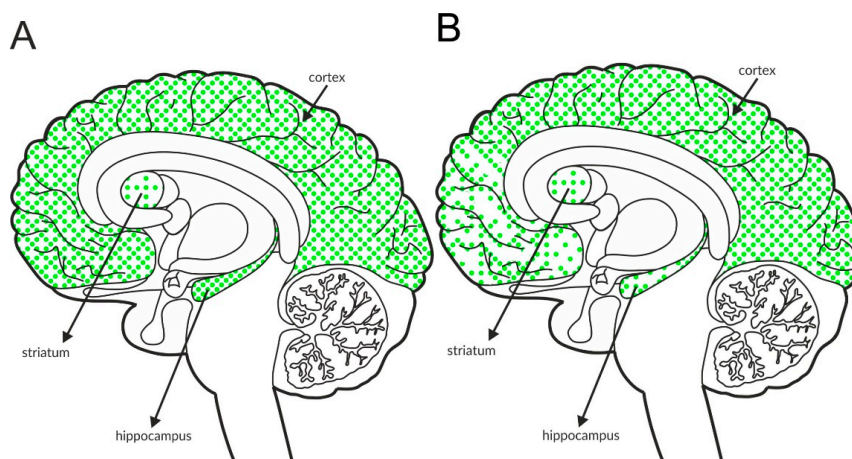 A
B
cortex
cortex
striatum
striatum
hippocampus
hippocampus